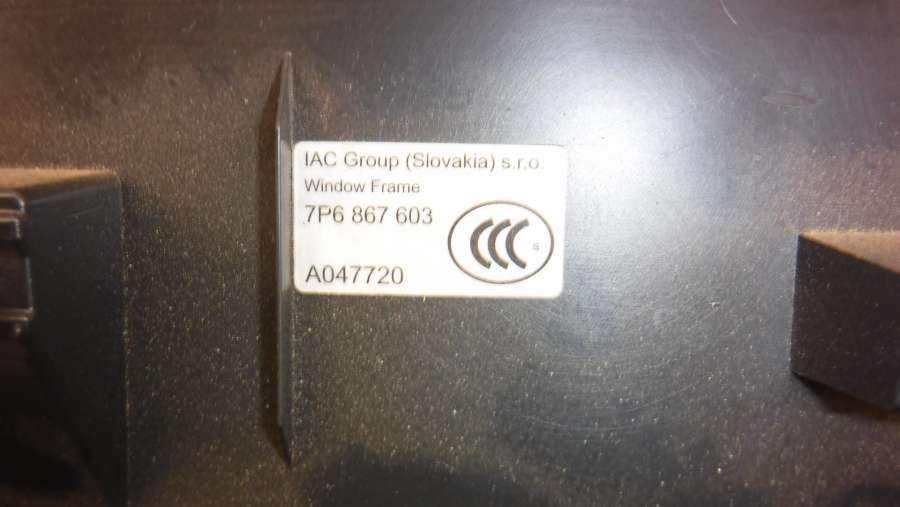 IAC Group (Slovakia) s.r.o.
Window Frame
7P6 867 603
CCC S
A047720